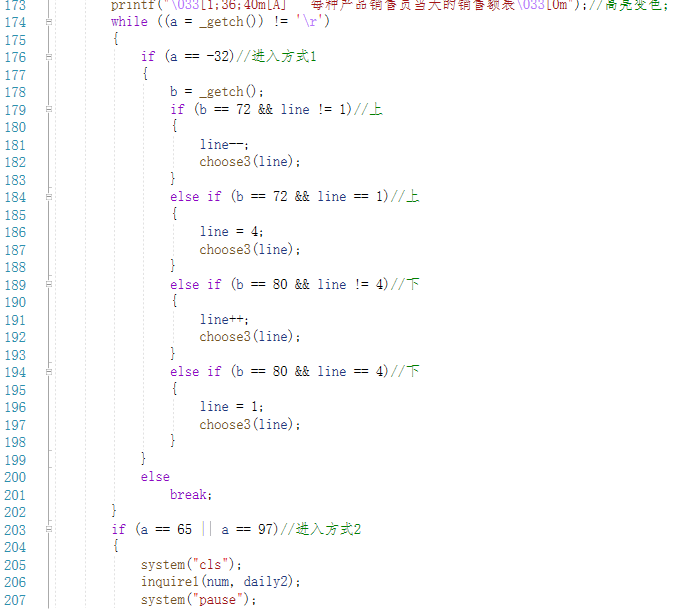 173 printf("\033[1;36;40m[A] 每种产品销售员当天的销售额表\033[0m");//高亮变色;
174 while ((a = _getch()) != '\r')
175 {
176 if (a == -32)//进入方式1
177 {
178 b = _getch();
179 if (b == 72 && line != 1)//上
180 {
181 line--;
182 choose3(line);
183 }
184 else if (b == 72 && line == 1)//上
185 {
186 line = 4;
187 choose3(line);
188 }
189 else if (b == 80 && line != 4)//下
190 {
191 line++;
192 choose3(line);
193 }
194 else if (b == 80 && line == 4)//下
195 {
196 line = 1;
197 choose3(line);
198 }
199 }
200 else
201 break;
202 }
203 if (a == 65 || a == 97)//进入方式2
204 {
205 system("cls");
206 inquire1(num, daily2);
207 system("pause");